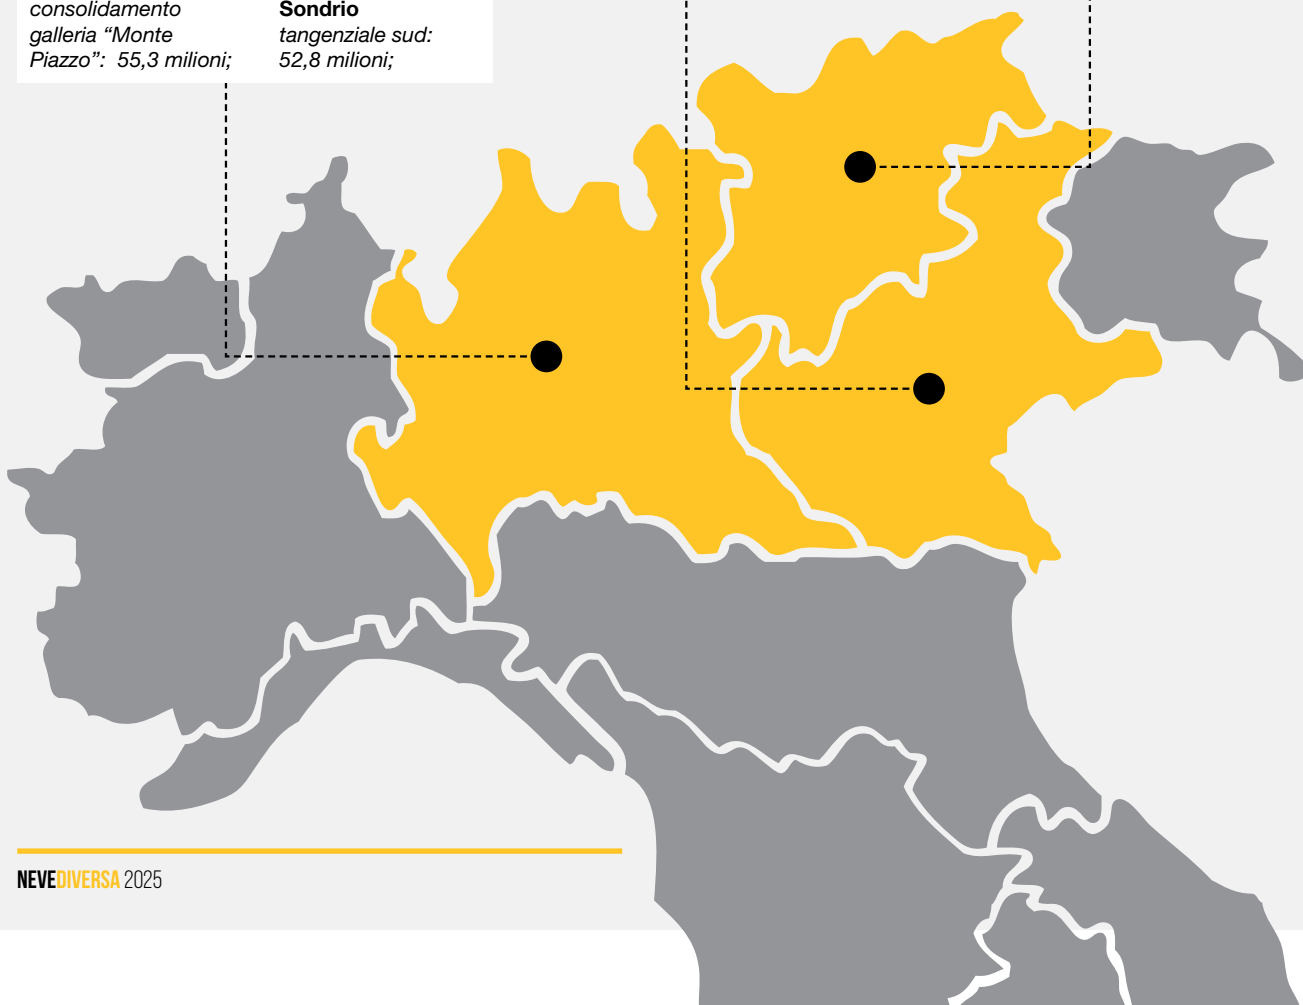 consolidamento
galleria “Monte
Piazzo”: 55,3 milioni;
Sondrio
tangenziale sud:
52,8 milioni;
NEVEDIVERSA 2025